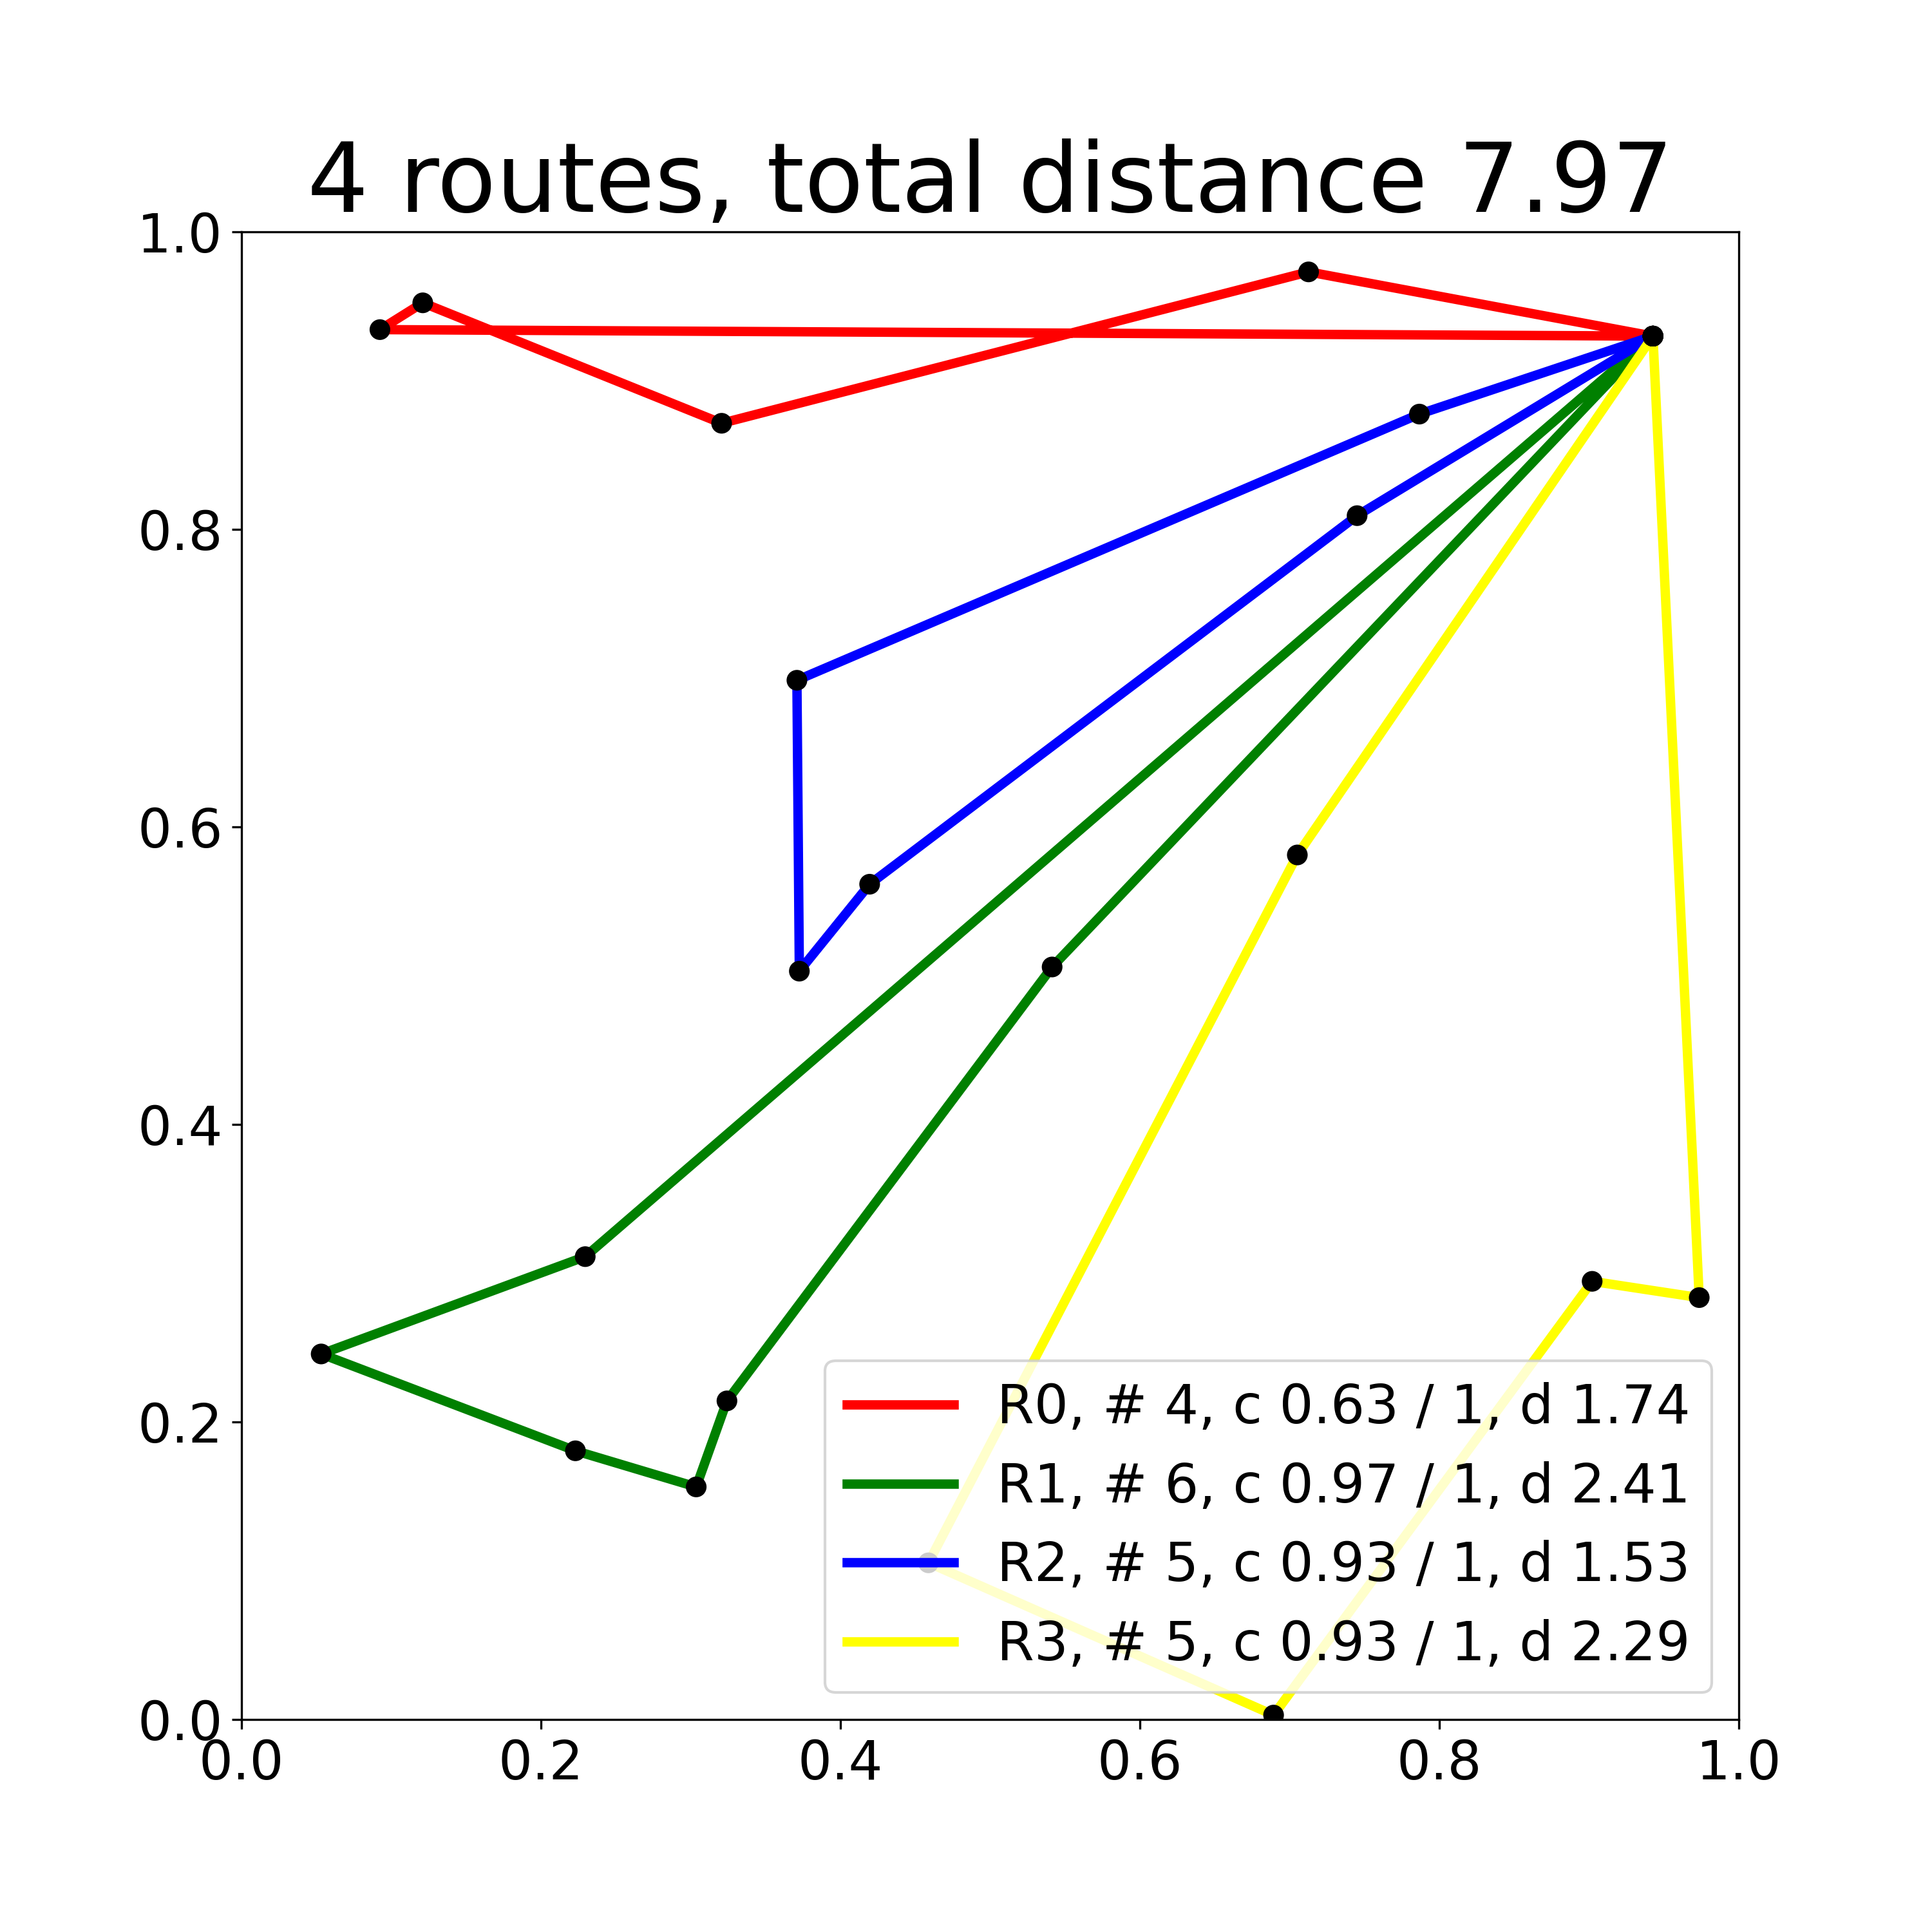 4 routes, total distance 7.97
1.0
0.8
0.6
0.4
0.2
0.0
0.0 0.2 0.4 0.6 0.8 1.0
R0, # 4, c 0.63 / 1, d 1.74
R1, # 6, c 0.97 / 1, d 2.41
R2, # 5, c 0.93 / 1, d 1.53
R3, # 5, c 0.93 / 1, d 2.29